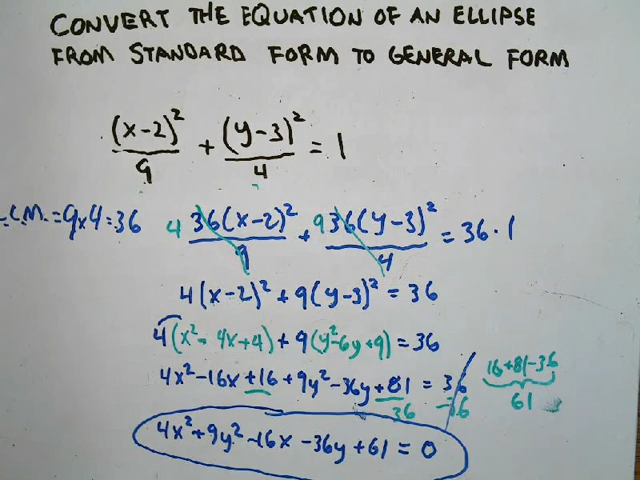 CONVERT THE EQUATION OF AN ELLIPSE
FROM STANDARD FORM TO GENERAL FORM
(x-2)²/9 + (y-3)²/4 = 1
.C.M. = 9x4 = 36
4 36(x-2)²/9 + 9 36(y-3)²/4 = 36 · 1
4(x-2)² + 9(y-3)² = 36
4(x² - 4x + 4) + 9(y² - 6y + 9) = 36
4x² - 16x + 16 + 9y² - 36y + 81 = 36
16+81-36
36 -36
61
4x² + 9y² - 16x - 36y + 61 = 0